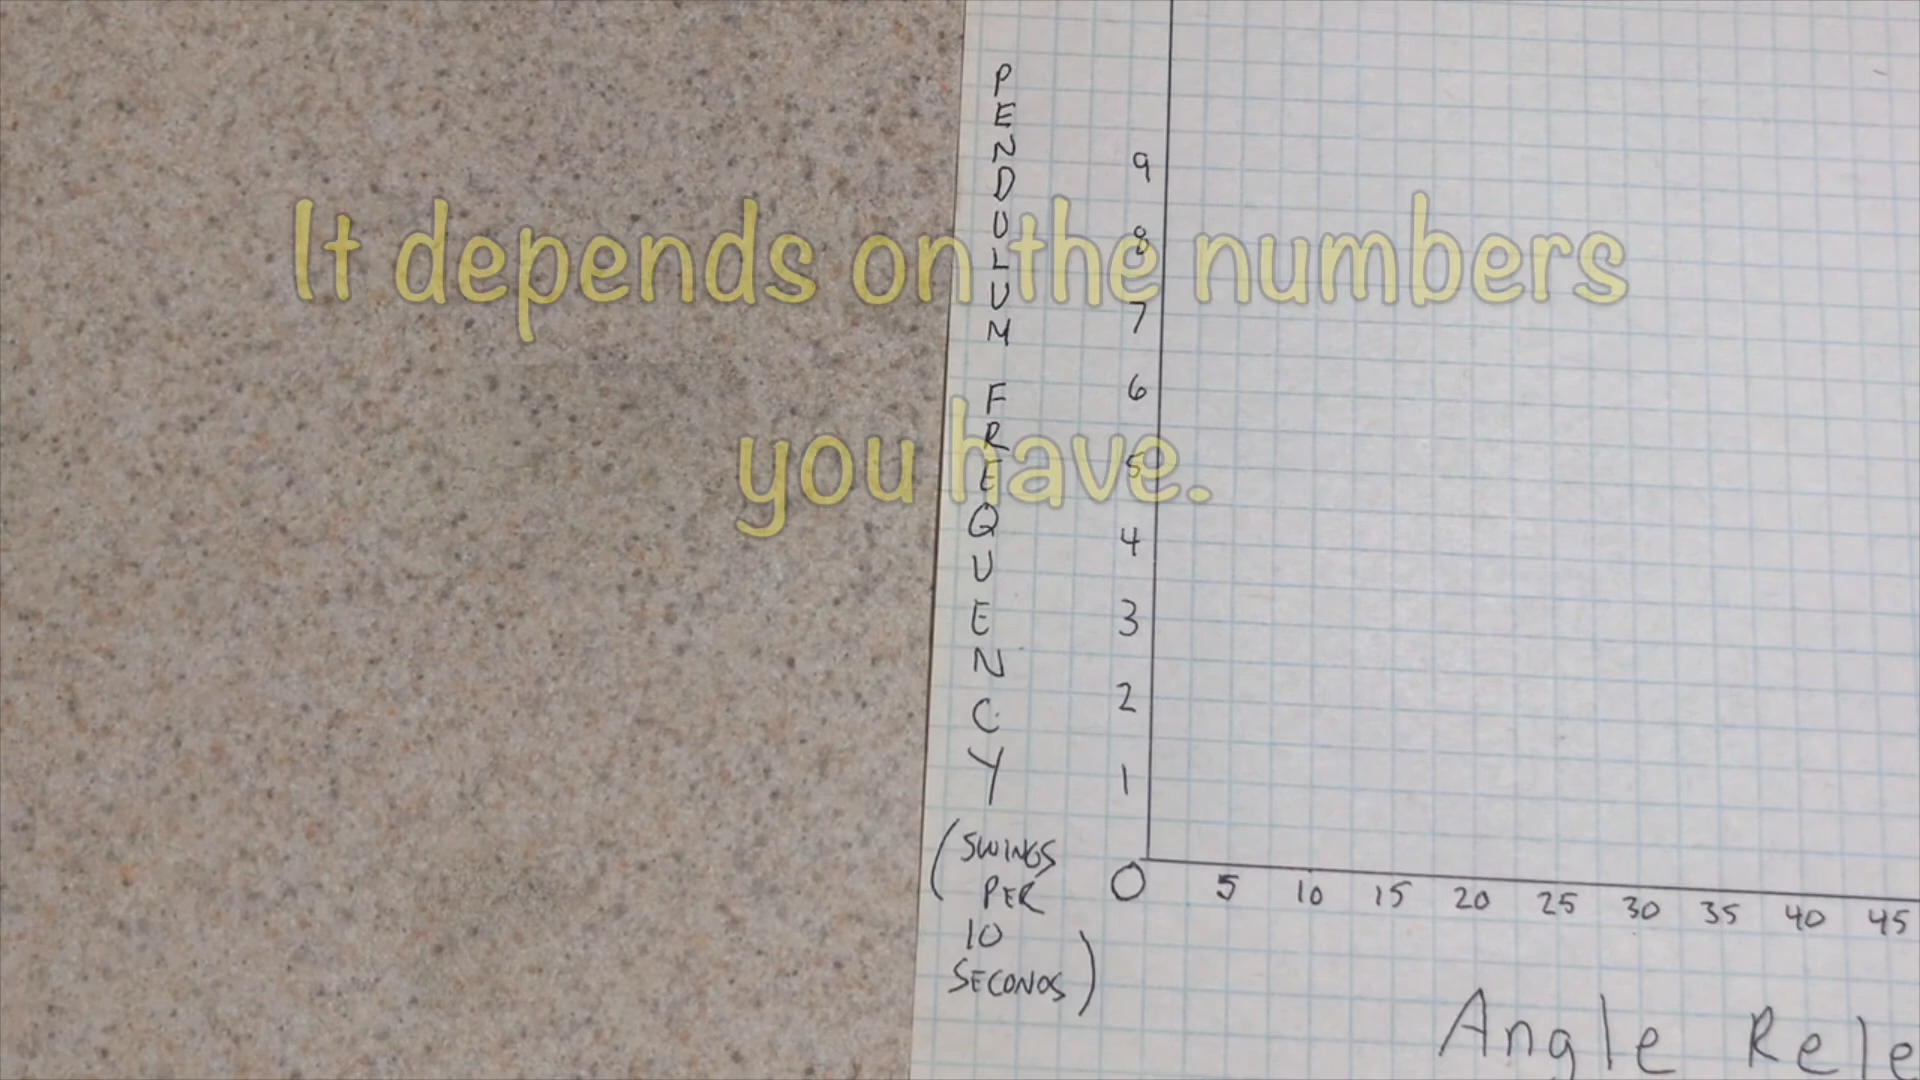 It depends on the numbers
you have.
PENDULUM
FREQUENCY
(SWINGS
PER
10
SECONDS)
9
8
7
6
5
4
3
2
1
0 5 10 15 20 25 30 35 40 45
Angle Rele